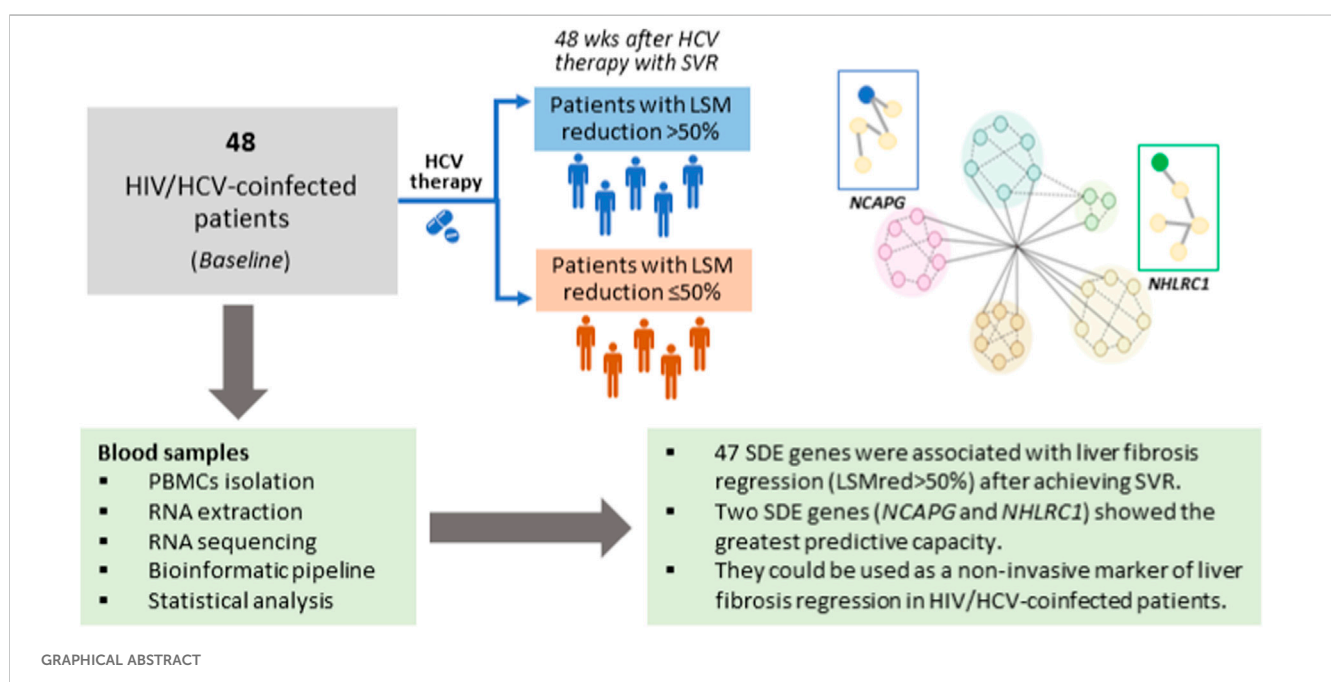 48
HIV/HCV-coinfected
patients
(Baseline)
HCV
therapy
48 wks after HCV
therapy with SVR
Patients with LSM
reduction >50%
Patients with LSM
reduction ≤50%
NCAPG
NHLRC1
Blood samples
▪ PBMCs isolation
▪ RNA extraction
▪ RNA sequencing
▪ Bioinformatic pipeline
▪ Statistical analysis
▪ 47 SDE genes were associated with liver fibrosis
regression (LSMred>50%) after achieving SVR.
▪ Two SDE genes (NCAPG and NHLRC1) showed the
greatest predictive capacity.
▪ They could be used as a non-invasive marker of liver
fibrosis regression in HIV/HCV-coinfected patients.
GRAPHICAL ABSTRACT